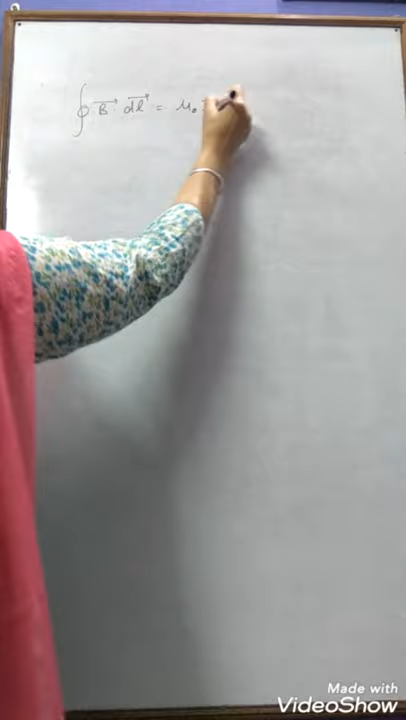 ∮ B⃗ · dl⃗ = μ₀
Made with
VideoShow